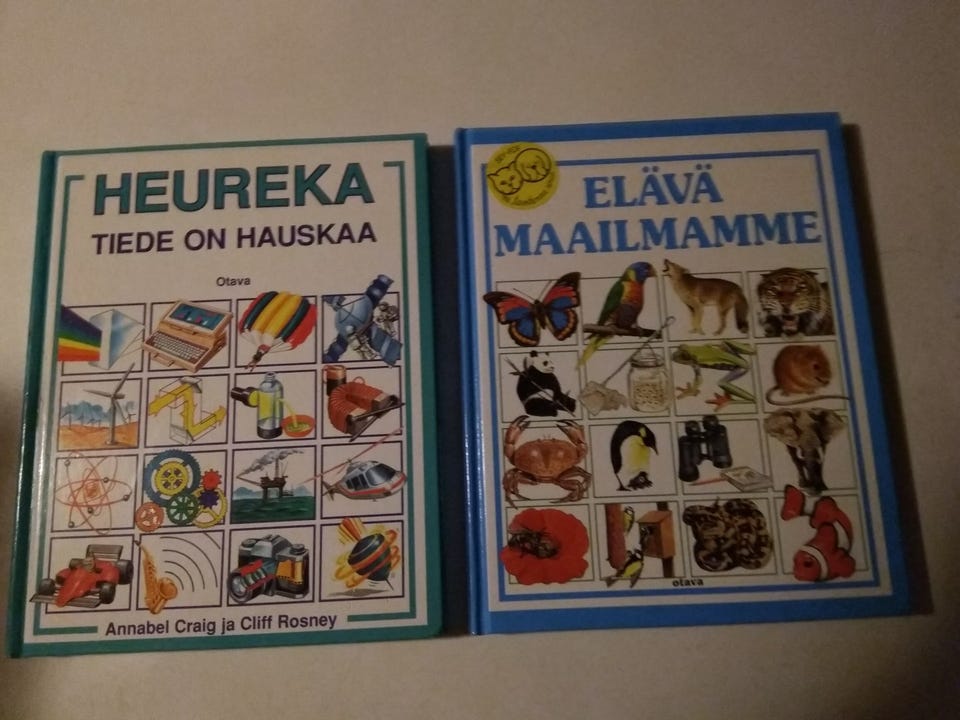 HEUREKA
TIEDE ON HAUSKAA
Otava
Annabel Craig ja Cliff Rosney
ELÄVÄ
MAAILMAMME
otava